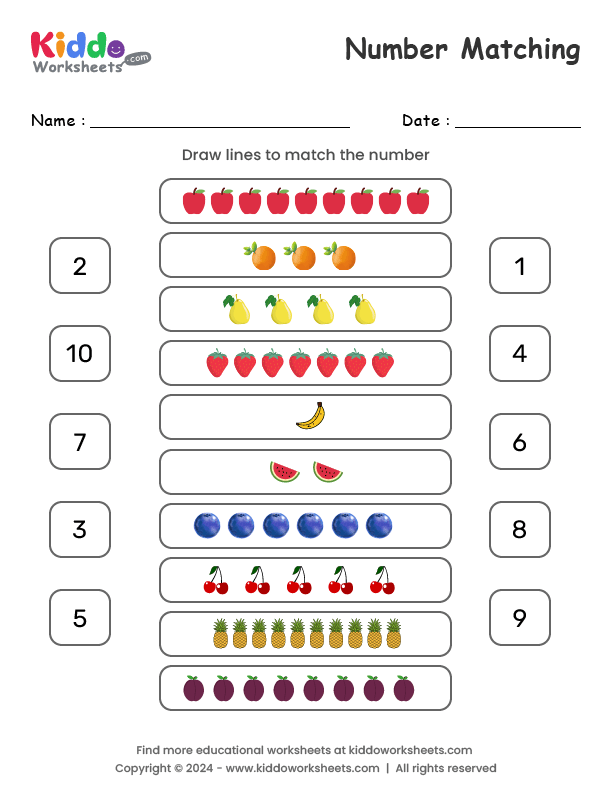 Kiddo
Worksheets.com
Number Matching
Name :
Date :
Draw lines to match the number
2
1
10
4
7
6
3
8
5
9
Find more educational worksheets at kiddoworksheets.com
Copyright © 2024 - www.kiddoworksheets.com | All rights reserved